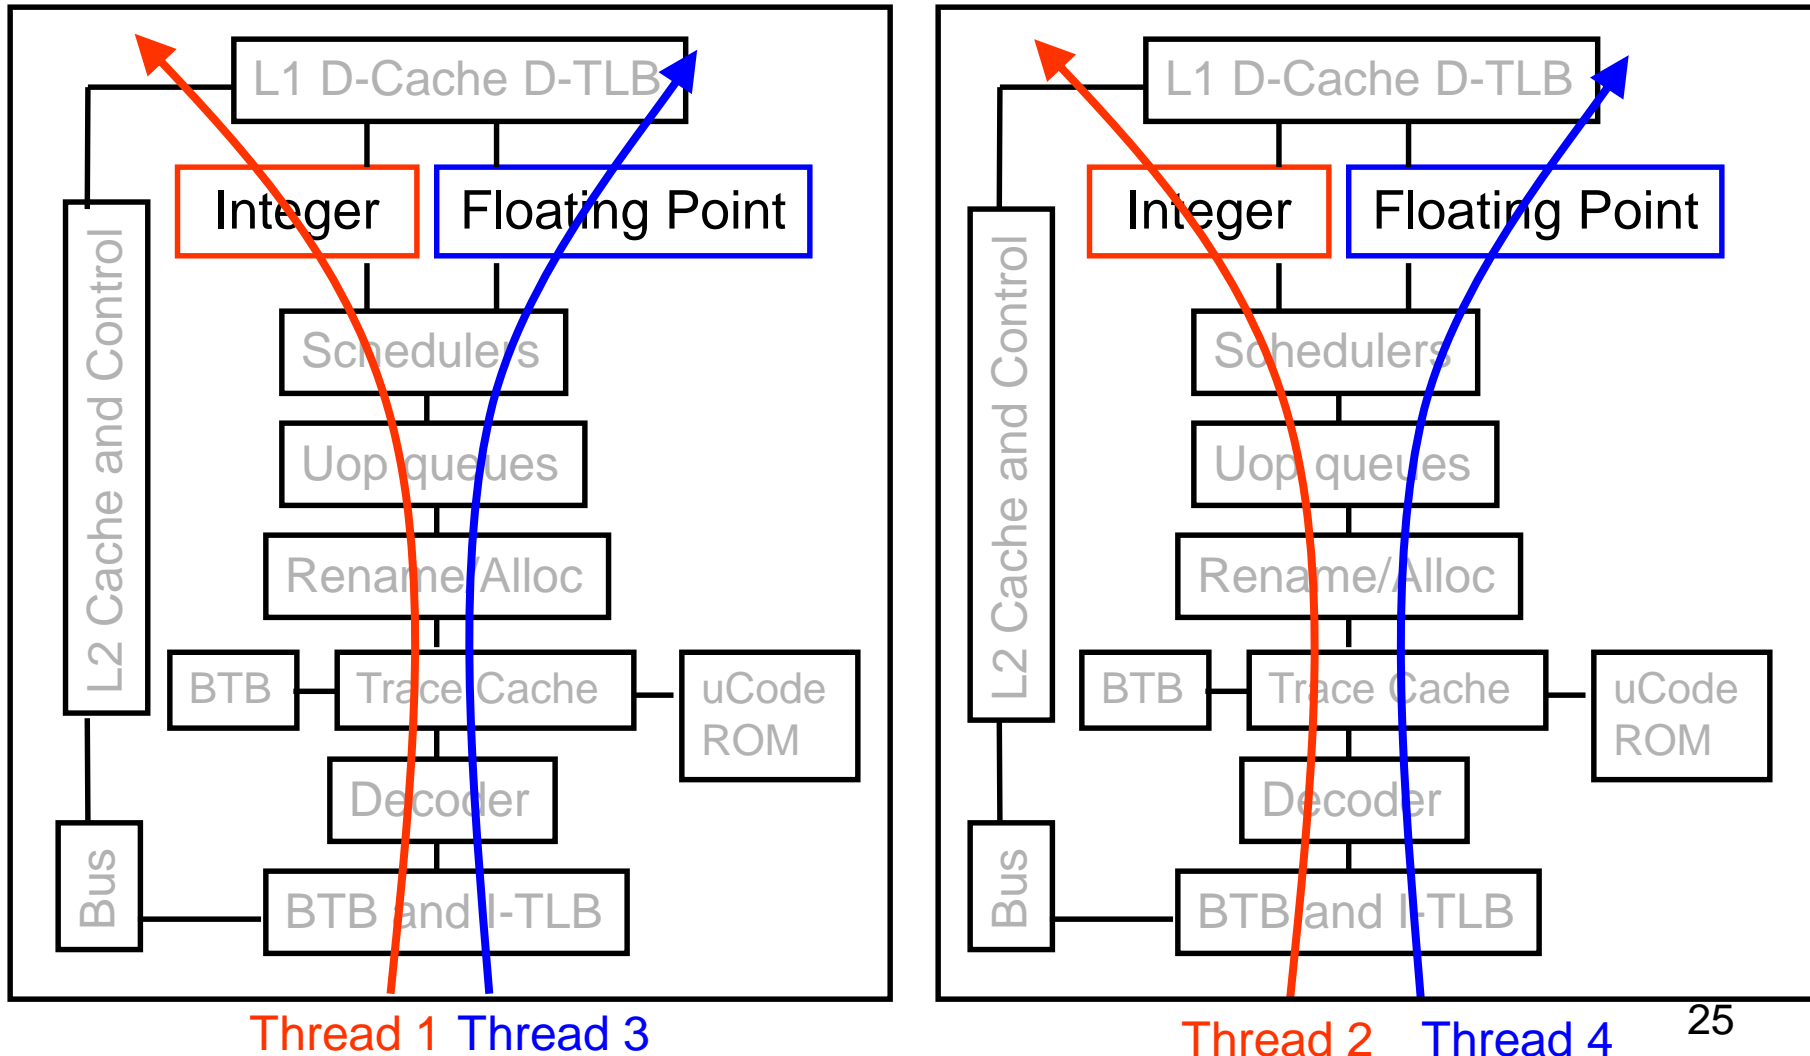 L1 D-Cache D-TLB
Integer
Floating Point
L2 Cache and Control
Schedulers
Uop queues
Rename/Alloc
BTB
Trace Cache
uCode
ROM
Decoder
Bus
BTB and I-TLB
Thread 1
Thread 3
L1 D-Cache D-TLB
Integer
Floating Point
L2 Cache and Control
Schedulers
Uop queues
Rename/Alloc
BTB
Trace Cache
uCode
ROM
Decoder
Bus
BTB and I-TLB
Thread 2
Thread 4
25